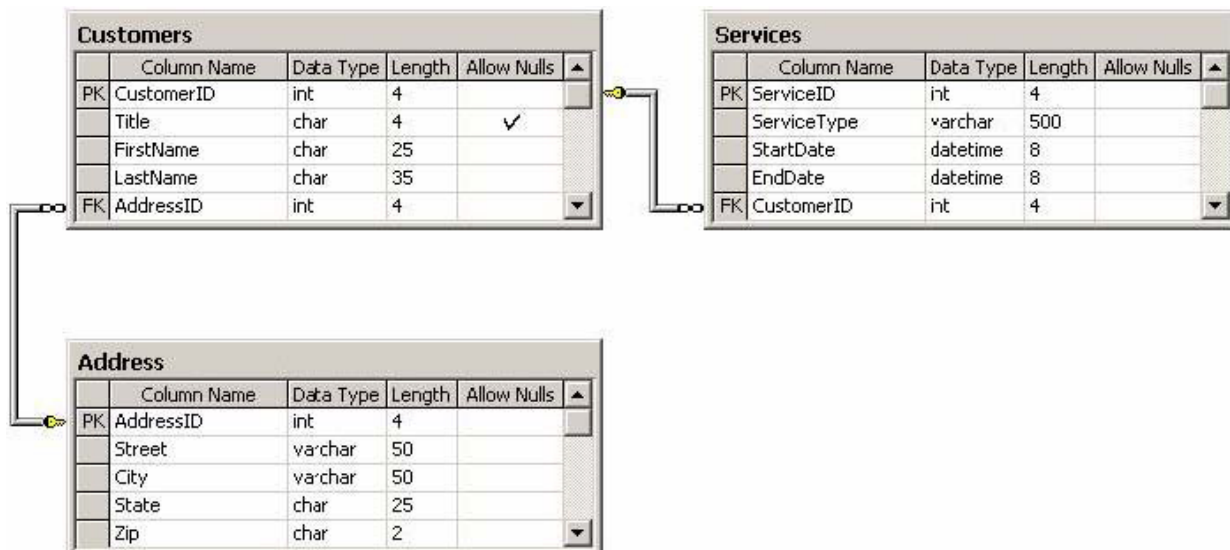 Customers
Column Name Data Type Length Allow Nulls
PK CustomerID int 4
Title char 4 ✓
FirstName char 25
LastName char 35
FK AddressID int 4
Services
Column Name Data Type Length Allow Nulls
PK ServiceID int 4
ServiceType varchar 500
StartDate datetime 8
EndDate datetime 8
FK CustomerID int 4
Address
Column Name Data Type Length Allow Nulls
PK AddressID int 4
Street varchar 50
City varchar 50
State char 25
Zip char 2